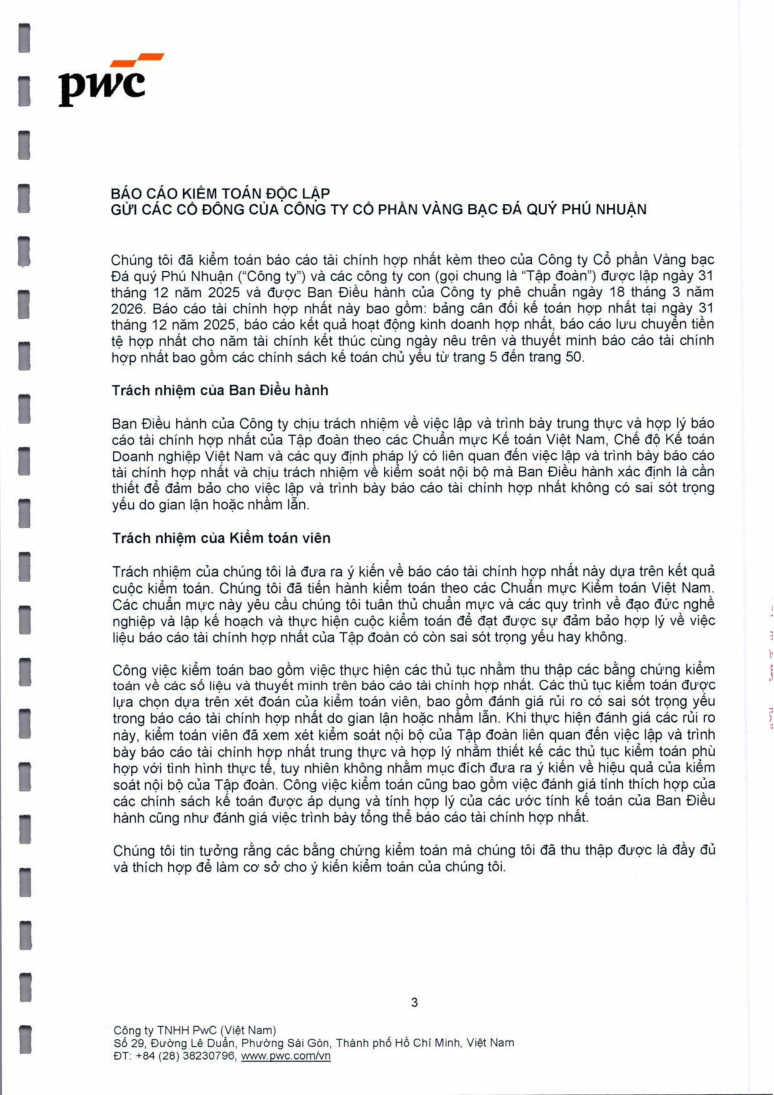 pwc
BÁO CÁO KIỂM TOÁN ĐỘC LẬP
GỬI CÁC CỔ ĐÔNG CỦA CÔNG TY CỔ PHẦN VÀNG BẠC ĐÁ QUÝ PHÚ NHUẬN
Chúng tôi đã kiểm toán báo cáo tài chính hợp nhất kèm theo của Công ty Cổ phần Vàng bạc
Đá quý Phú Nhuận (“Công ty”) và các công ty con (gọi chung là “Tập đoàn”) được lập ngày 31
tháng 12 năm 2025 và được Ban Điều hành của Công ty phê chuẩn ngày 18 tháng 3 năm
2026. Báo cáo tài chính hợp nhất này bao gồm: bảng cân đối kế toán hợp nhất tại ngày 31
tháng 12 năm 2025, báo cáo kết quả hoạt động kinh doanh hợp nhất, báo cáo lưu chuyển tiền
tệ hợp nhất cho năm tài chính kết thúc cùng ngày nêu trên và thuyết minh báo cáo tài chính
hợp nhất bao gồm các chính sách kế toán chủ yếu từ trang 5 đến trang 50.
Trách nhiệm của Ban Điều hành
Ban Điều hành của Công ty chịu trách nhiệm về việc lập và trình bày trung thực và hợp lý báo
cáo tài chính hợp nhất của Tập đoàn theo các Chuẩn mực Kế toán Việt Nam, Chế độ Kế toán
Doanh nghiệp Việt Nam và các quy định pháp lý có liên quan đến việc lập và trình bày báo cáo
tài chính hợp nhất và chịu trách nhiệm về kiểm soát nội bộ mà Ban Điều hành xác định là cần
thiết để đảm bảo cho việc lập và trình bày báo cáo tài chính hợp nhất không có sai sót trọng
yếu do gian lận hoặc nhầm lẫn.
Trách nhiệm của Kiểm toán viên
Trách nhiệm của chúng tôi là đưa ra ý kiến về báo cáo tài chính hợp nhất này dựa trên kết quả
cuộc kiểm toán. Chúng tôi đã tiến hành kiểm toán theo các Chuẩn mực Kiểm toán Việt Nam.
Các chuẩn mực này yêu cầu chúng tôi tuân thủ chuẩn mực và các quy trình về đạo đức nghề
nghiệp và lập kế hoạch và thực hiện cuộc kiểm toán để đạt được sự đảm bảo hợp lý về việc
liệu báo cáo tài chính hợp nhất của Tập đoàn có còn sai sót trọng yếu hay không.
Công việc kiểm toán bao gồm việc thực hiện các thủ tục nhằm thu thập các bằng chứng kiểm
toán về các số liệu và thuyết minh trên báo cáo tài chính hợp nhất. Các thủ tục kiểm toán được
lựa chọn dựa trên xét đoán của kiểm toán viên, bao gồm đánh giá rủi ro có sai sót trọng yếu
trong báo cáo tài chính hợp nhất do gian lận hoặc nhầm lẫn. Khi thực hiện đánh giá các rủi ro
này, kiểm toán viên đã xem xét kiểm soát nội bộ của Tập đoàn liên quan đến việc lập và trình
bày báo cáo tài chính hợp nhất trung thực và hợp lý nhằm thiết kế các thủ tục kiểm toán phù
hợp với tình hình thực tế, tuy nhiên không nhằm mục đích đưa ra ý kiến về hiệu quả của kiểm
soát nội bộ của Tập đoàn. Công việc kiểm toán cũng bao gồm việc đánh giá tính thích hợp của
các chính sách kế toán được áp dụng và tính hợp lý của các ước tính kế toán của Ban Điều
hành cũng như đánh giá việc trình bày tổng thể báo cáo tài chính hợp nhất.
Chúng tôi tin tưởng rằng các bằng chứng kiểm toán mà chúng tôi đã thu thập được là đầy đủ
và thích hợp để làm cơ sở cho ý kiến kiểm toán của chúng tôi.
3
Công ty TNHH PwC (Việt Nam)
Số 29, Đường Lê Duẩn, Phường Sài Gòn, Thành phố Hồ Chí Minh, Việt Nam
ĐT: +84 (28) 38230796, www.pwc.com/vn